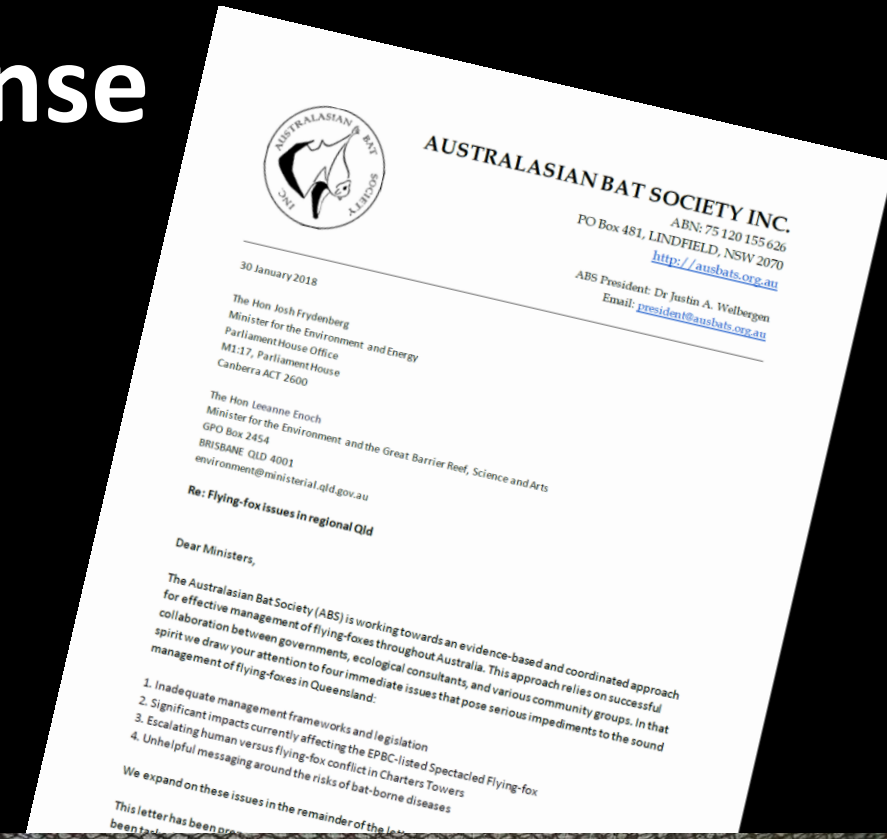 nse
AUSTRALASIAN BAT SOCIETY INC
AUSTRALASIAN BAT SOCIETY INC.
ABN: 75 120 155 626
PO Box 481, LINDFIELD, NSW 2070
http://ausbats.org.au
ABS President: Dr Justin A. Welbergen
Email: president@ausbats.org.au
30 January 2018
The Hon Josh Frydenberg
Minister for the Environment and Energy
Parliament House Office
M1:17, Parliament House
Canberra ACT 2600
The Hon Leeanne Enoch
Minister for the Environment and the Great Barrier Reef, Science and Arts
GPO Box 2454
BRISBANE QLD 4001
environment@ministerial.qld.gov.au
Re: Flying-fox issues in regional Qld
Dear Ministers,
The Australasian Bat Society (ABS) is working towards an evidence-based and coordinated approach
for effective management of flying-foxes throughout Australia. This approach relies on successful
collaboration between governments, ecological consultants, and various community groups. In that
spirit we draw your attention to four immediate issues that pose serious impediments to the sound
management of flying-foxes in Queensland:
1. Inadequate management frameworks and legislation
2. Significant impacts currently affecting the EPBC-listed Spectacled Flying-fox
3. Escalating human versus flying-fox conflict in Charters Towers
4. Unhelpful messaging around the risks of bat-borne diseases
We expand on these issues in the remainder of the
This letter has been
been